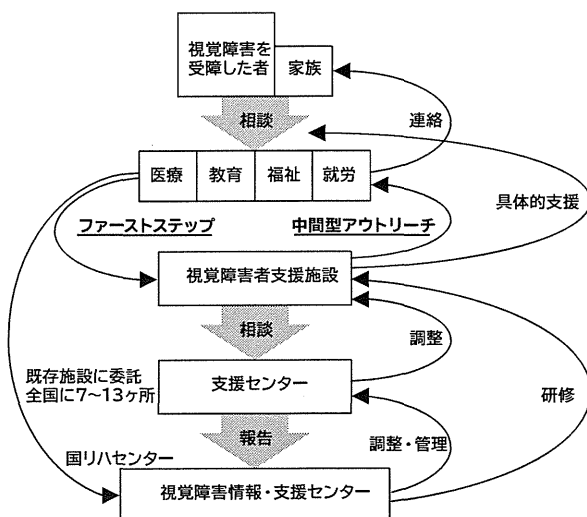 視覚障害を
受障した者
家族
相談
連絡
医療
教育
福祉
就労
具体的支援
ファーストステップ
中間型アウトリーチ
視覚障害者支援施設
相談
調整
既存施設に委託
全国に7〜13ヶ所
支援センター
研修
報告
調整・管理
国リハセンター
視覚障害情報・支援センター